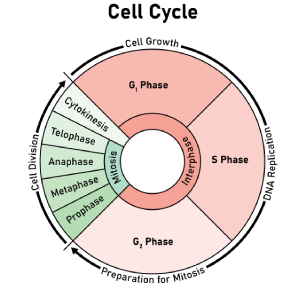 Cell Cycle
Cell Growth
G₁ Phase
Cytokinesis
Telophase
Anaphase
Metaphase
Prophase
Mitosis
Interphase
S Phase
G₂ Phase
Cell Division
DNA Replication
Preparation for Mitosis